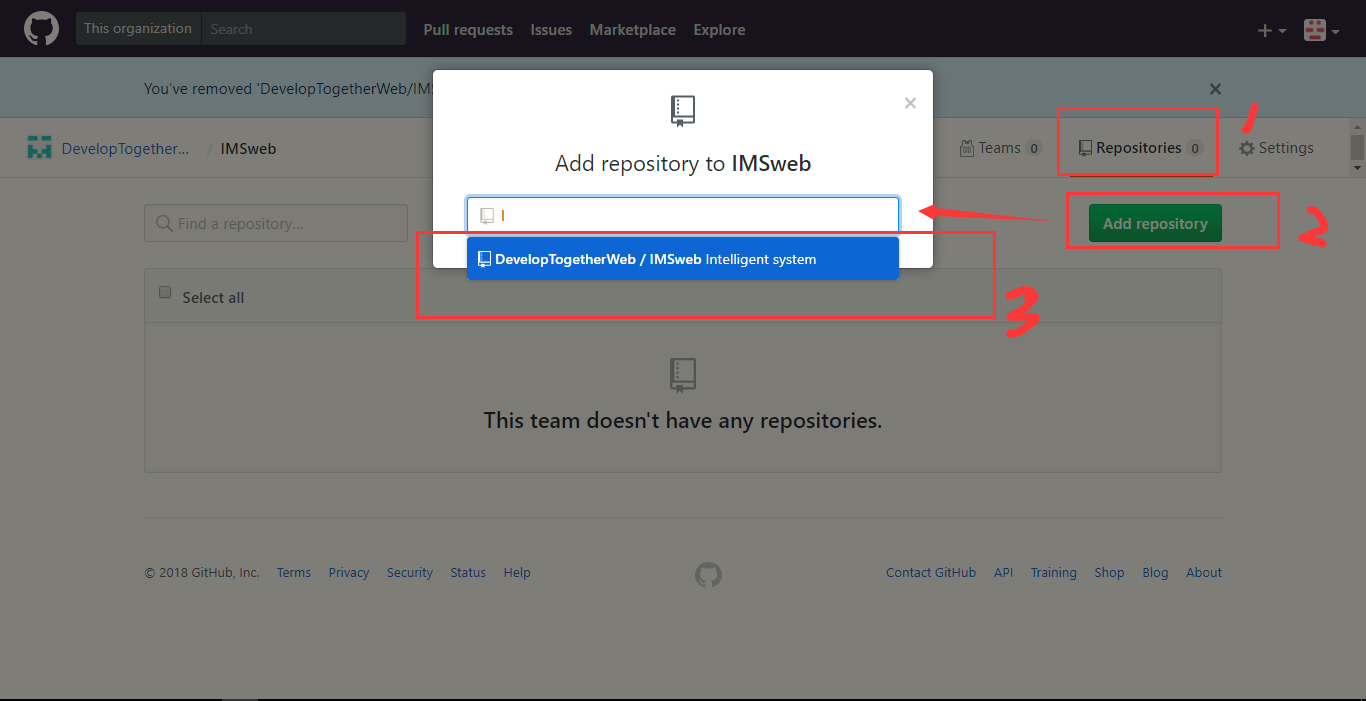 This organization Search Pull requests Issues Marketplace Explore
You've removed 'DevelopTogetherWeb/IMS
DevelopTogether... / IMSweb Teams 0 Repositories 0 Settings
1
Add repository to IMSweb
Find a repository...
I
Add repository
2
DevelopTogetherWeb / IMSweb Intelligent system
3
Select all
This team doesn't have any repositories.
© 2018 GitHub, Inc. Terms Privacy Security Status Help Contact GitHub API Training Shop Blog About